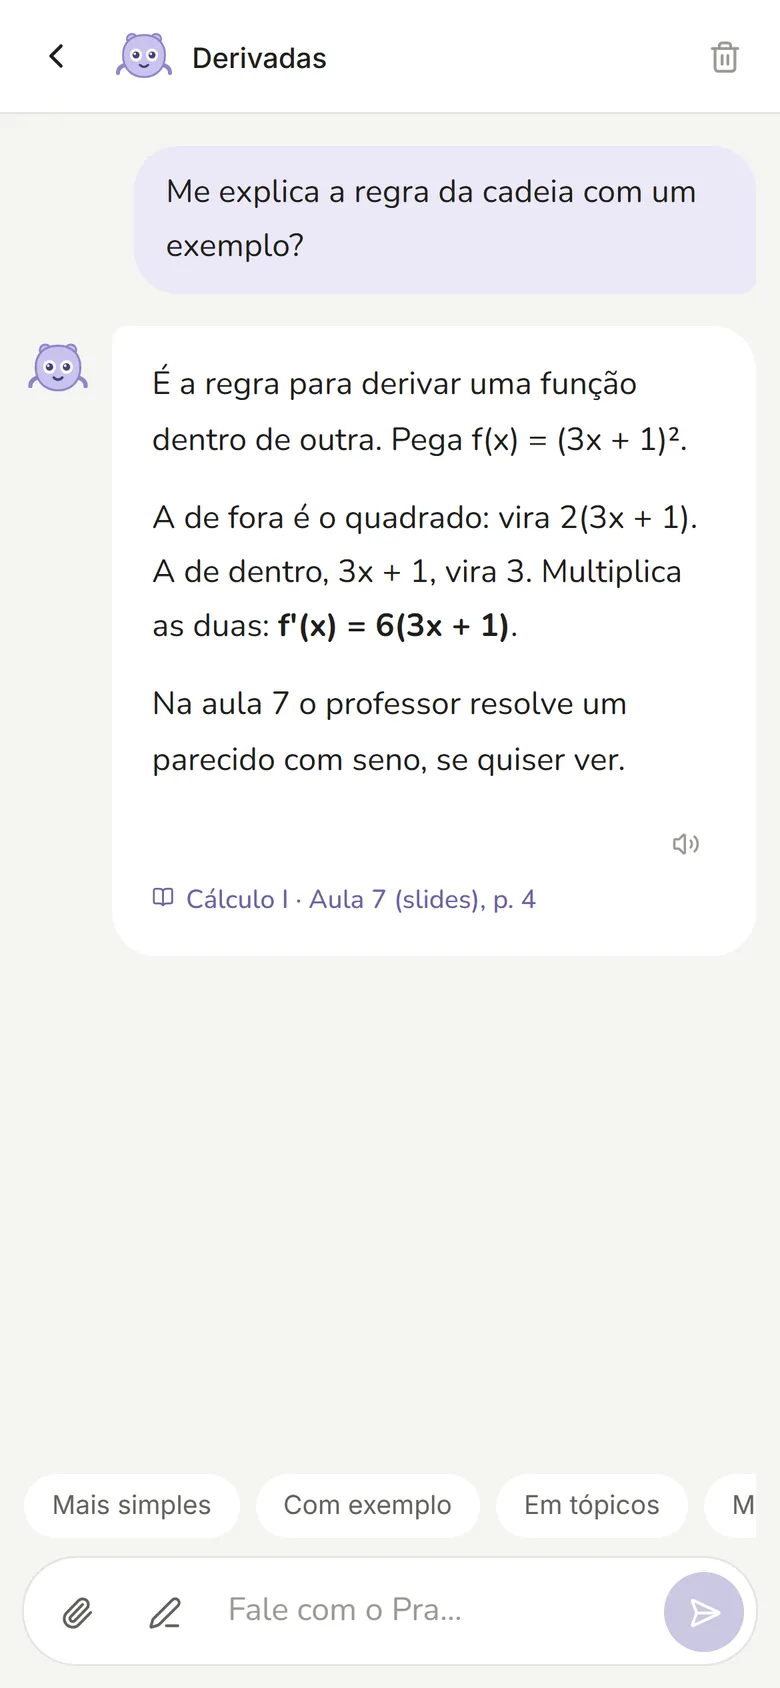 Derivadas
Me explica a regra da cadeia com um
exemplo?
É a regra para derivar uma função
dentro de outra. Pega f(x) = (3x + 1)².
A de fora é o quadrado: vira 2(3x + 1).
A de dentro, 3x + 1, vira 3. Multiplica
as duas: f'(x) = 6(3x + 1).
Na aula 7 o professor resolve um
parecido com seno, se quiser ver.
Cálculo I · Aula 7 (slides), p. 4
Mais simples
Com exemplo
Em tópicos
M
Fale com o Pra...